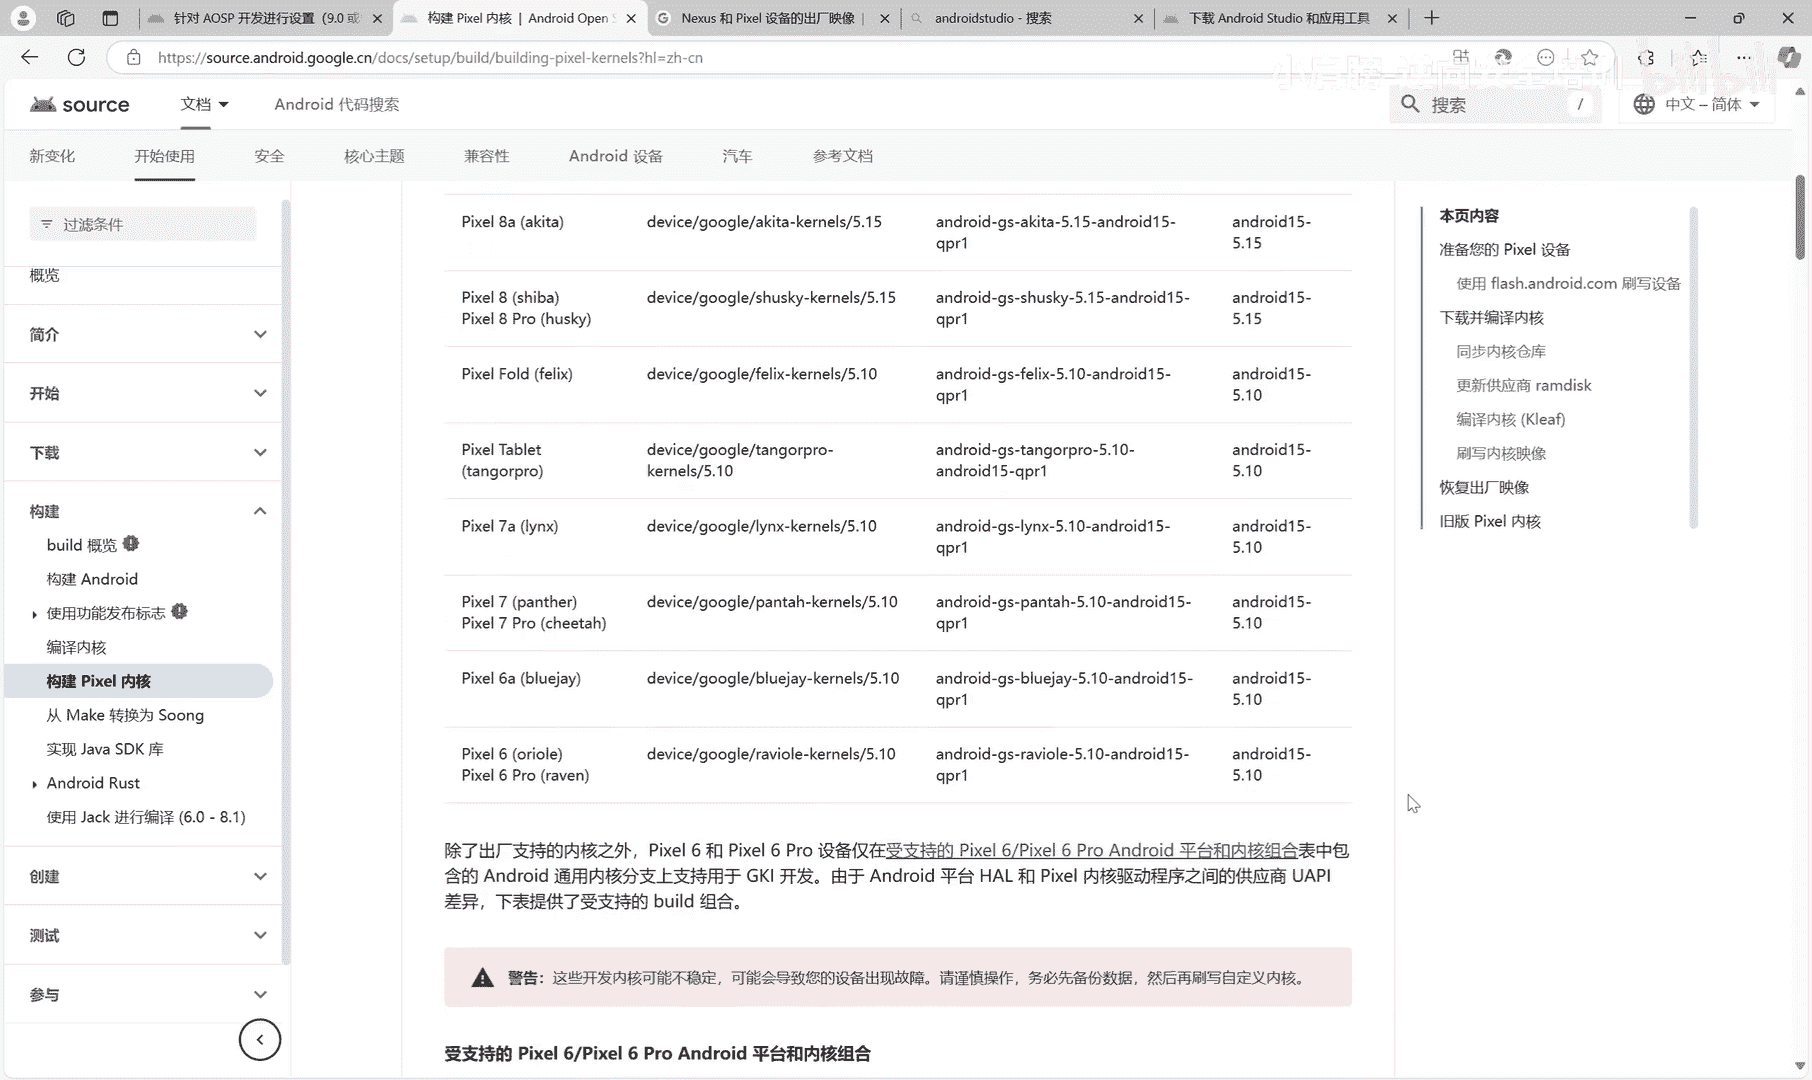 针对 AOSP 开发进行设置（9.0 或
构建 Pixel 内核 | Android Open S
Nexus 和 Pixel 设备的出厂映像 |
androidstudio - 搜索
下载 Android Studio 和应用工具
https://source.android.google.cn/docs/setup/build/building-pixel-kernels?hl=zh-cn
source
文档
Android 代码搜索
搜索
/
中文 – 简体
新变化
开始使用
安全
核心主题
兼容性
Android 设备
汽车
参考文档
过滤条件
概览
简介
开始
下载
构建
build 概览
构建 Android
使用功能发布标志
编译内核
构建 Pixel 内核
从 Make 转换为 Soong
实现 Java SDK 库
Android Rust
使用 Jack 进行编译 (6.0 - 8.1)
创建
测试
参与
Pixel 8a (akita)
device/google/akita-kernels/5.15
android-gs-akita-5.15-android15-
qpr1
android15-
5.15
Pixel 8 (shiba)
Pixel 8 Pro (husky)
device/google/shusky-kernels/5.15
android-gs-shusky-5.15-android15-
qpr1
android15-
5.15
Pixel Fold (felix)
device/google/felix-kernels/5.10
android-gs-felix-5.10-android15-
qpr1
android15-
5.10
Pixel Tablet
(tangorpro)
device/google/tangorpro-
kernels/5.10
android-gs-tangorpro-5.10-
android15-qpr1
android15-
5.10
Pixel 7a (lynx)
device/google/lynx-kernels/5.10
android-gs-lynx-5.10-android15-
qpr1
android15-
5.10
Pixel 7 (panther)
Pixel 7 Pro (cheetah)
device/google/pantah-kernels/5.10
android-gs-pantah-5.10-android15-
qpr1
android15-
5.10
Pixel 6a (bluejay)
device/google/bluejay-kernels/5.10
android-gs-bluejay-5.10-android15-
qpr1
android15-
5.10
Pixel 6 (oriole)
Pixel 6 Pro (raven)
device/google/raviole-kernels/5.10
android-gs-raviole-5.10-android15-
qpr1
android15-
5.10
除了出厂支持的内核之外，Pixel 6 和 Pixel 6 Pro 设备仅在受支持的 Pixel 6/Pixel 6 Pro Android 平台和内核组合表中包
含的 Android 通用内核分支上支持用于 GKI 开发。由于 Android 平台 HAL 和 Pixel 内核驱动程序之间的供应商 UAPI
差异，下表提供了受支持的 build 组合。
警告：这些开发内核可能不稳定，可能会导致您的设备出现故障。请谨慎操作，务必先备份数据，然后再刷写自定义内核。
受支持的 Pixel 6/Pixel 6 Pro Android 平台和内核组合
本页内容
准备您的 Pixel 设备
使用 flash.android.com 刷写设备
下载并编译内核
同步内核仓库
更新供应商 ramdisk
编译内核 (Kleaf)
刷写内核映像
恢复出厂映像
旧版 Pixel 内核